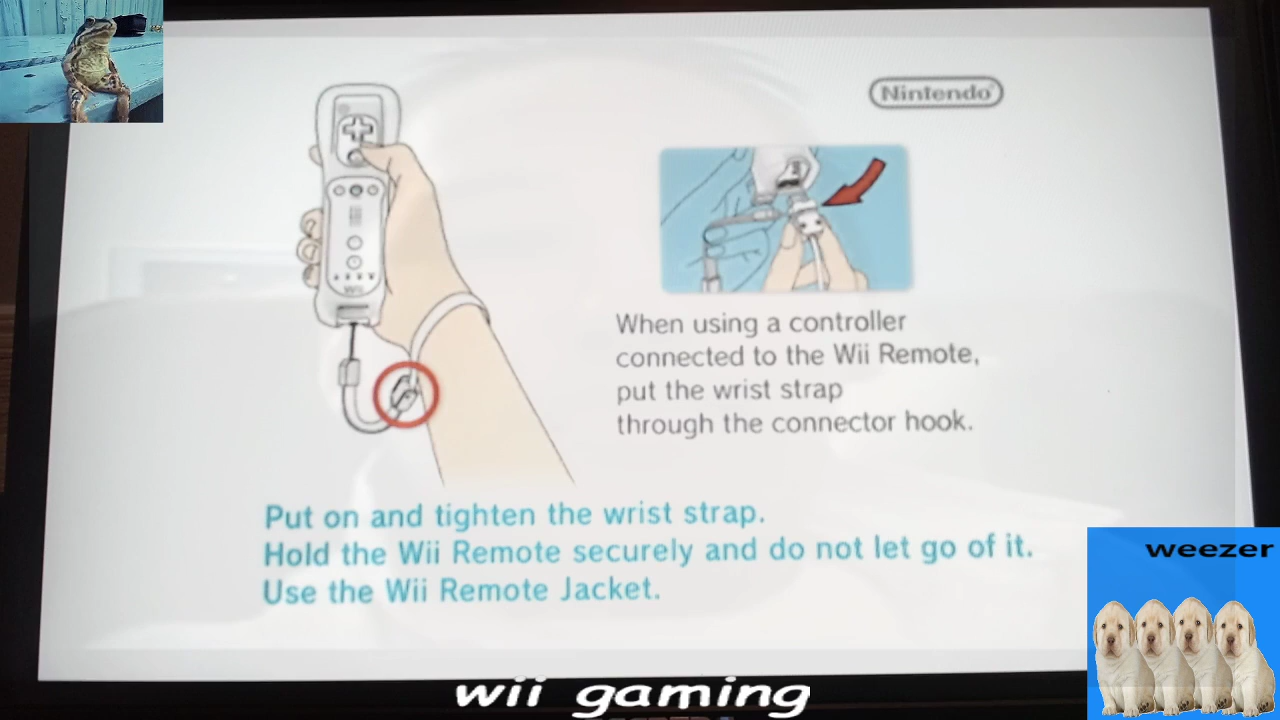 Nintendo
When using a controller
connected to the Wii Remote,
put the wrist strap
through the connector hook.
Wii
Put on and tighten the wrist strap.
Hold the Wii Remote securely and do not let go of it.
Use the Wii Remote Jacket.
weezer
wii gaming